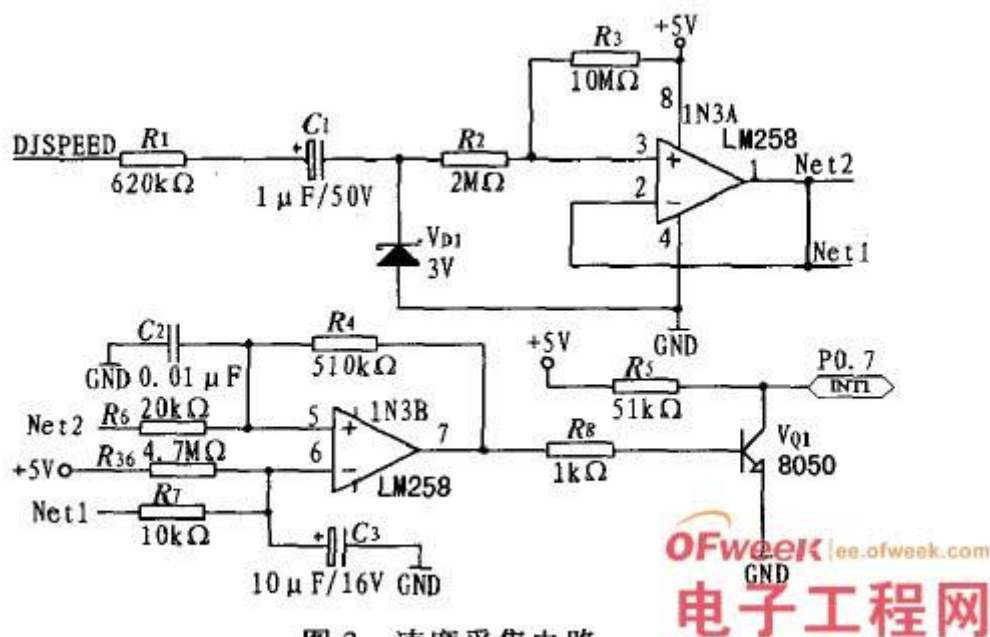 +5V
R3
10MΩ
8
1N3A
LM258
DJSPEED
R1
620kΩ
+
C1
1μF/50V
R2
2MΩ
3
+
2
−
1
4
Net2
Net1
VD1
3V
GND
C2
GND
0.01μF
R4
510kΩ
+5V
R5
51kΩ
P0.7
INT1
Net2
R6
20kΩ
5
+
1N3B
7
R8
1kΩ
VQ1
8050
+5V
R36
4.7MΩ
6
−
LM258
Net1
R7
10kΩ
+
C3
10μF/16V
GND
GND
OFweek ee.ofweek.com
电子工程网